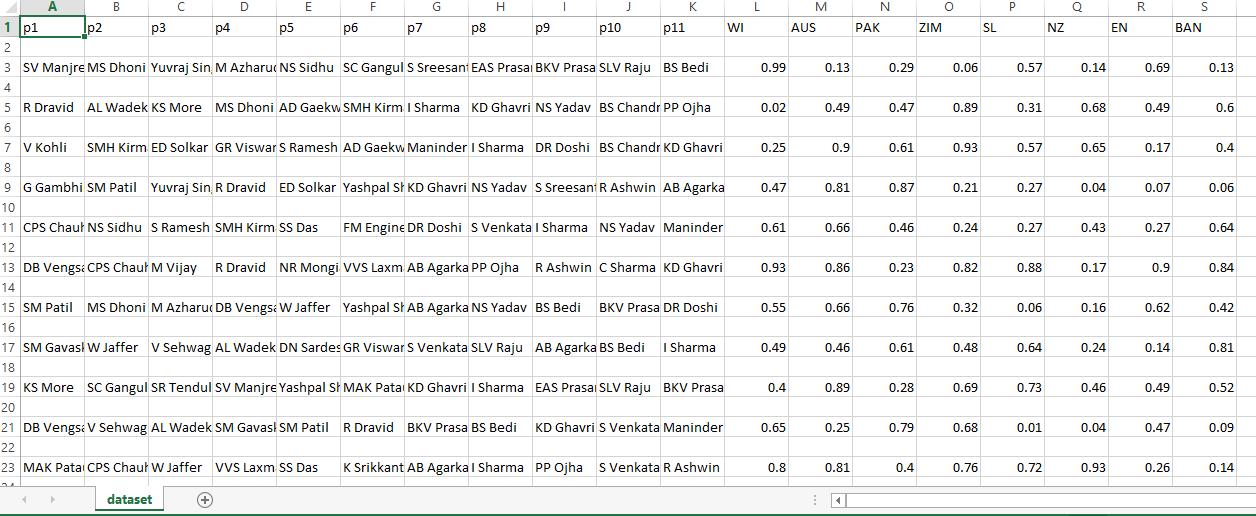 A B C D E F G H I J K L M N O P Q R S
1 p1 p2 p3 p4 p5 p6 p7 p8 p9 p10 p11 WI AUS PAK ZIM SL NZ EN BAN
2
3 SV Manjre MS Dhoni Yuvraj Sin M Azharud NS Sidhu SC Gangul S Sreesant EAS Prasa BKV Prasa SLV Raju BS Bedi 0.99 0.13 0.29 0.06 0.57 0.14 0.69 0.13
4
5 R Dravid AL Wadek KS More MS Dhoni AD Gaekw SMH Kirm I Sharma KD Ghavri NS Yadav BS Chandr PP Ojha 0.02 0.49 0.47 0.89 0.31 0.68 0.49 0.6
6
7 V Kohli SMH Kirm ED Solkar GR Viswar S Ramesh AD Gaekw Maninder I Sharma DR Doshi BS Chandr KD Ghavri 0.25 0.9 0.61 0.93 0.57 0.65 0.17 0.4
8
9 G Gambhi SM Patil Yuvraj Sin R Dravid ED Solkar Yashpal Sh KD Ghavri NS Yadav S Sreesant R Ashwin AB Agarka 0.47 0.81 0.87 0.21 0.27 0.04 0.07 0.06
10
11 CPS Chauh NS Sidhu S Ramesh SMH Kirm SS Das FM Engine DR Doshi S Venkata I Sharma NS Yadav Maninder 0.61 0.66 0.46 0.24 0.27 0.43 0.27 0.64
12
13 DB Vengsa CPS Chauh M Vijay R Dravid NR Mongi VVS Laxm AB Agarka PP Ojha R Ashwin C Sharma KD Ghavri 0.93 0.86 0.23 0.82 0.88 0.17 0.9 0.84
14
15 SM Patil MS Dhoni M Azharud DB Vengsa W Jaffer Yashpal Sh AB Agarka NS Yadav BS Bedi BKV Prasa DR Doshi 0.55 0.66 0.76 0.32 0.06 0.16 0.62 0.42
16
17 SM Gavask W Jaffer V Sehwag AL Wadek DN Sardes GR Viswar S Venkata SLV Raju AB Agarka BS Bedi I Sharma 0.49 0.46 0.61 0.48 0.64 0.24 0.14 0.81
18
19 KS More SC Gangul SR Tendul SV Manjre Yashpal Sh MAK Patau KD Ghavri I Sharma EAS Prasa SLV Raju BKV Prasa 0.4 0.89 0.28 0.69 0.73 0.46 0.49 0.52
20
21 DB Vengsa V Sehwag AL Wadek SM Gavask SM Patil R Dravid BKV Prasa BS Bedi KD Ghavri S Venkata Maninder 0.65 0.25 0.79 0.68 0.01 0.04 0.47 0.09
22
23 MAK Patau CPS Chauh W Jaffer VVS Laxm SS Das K Srikkant AB Agarka I Sharma PP Ojha S Venkata R Ashwin 0.8 0.81 0.4 0.76 0.72 0.93 0.26 0.14
dataset